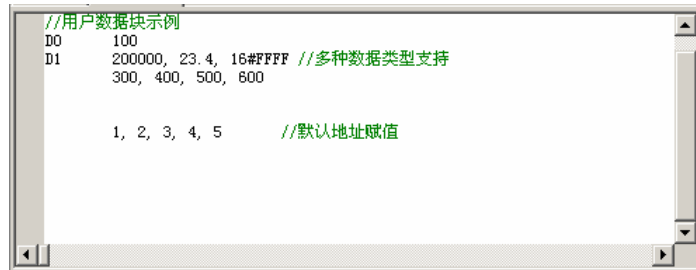 //用户数据块示例
D0 100
D1 200000, 23.4, 16#FFFF //多种数据类型支持
300, 400, 500, 600
1, 2, 3, 4, 5 //默认地址赋值